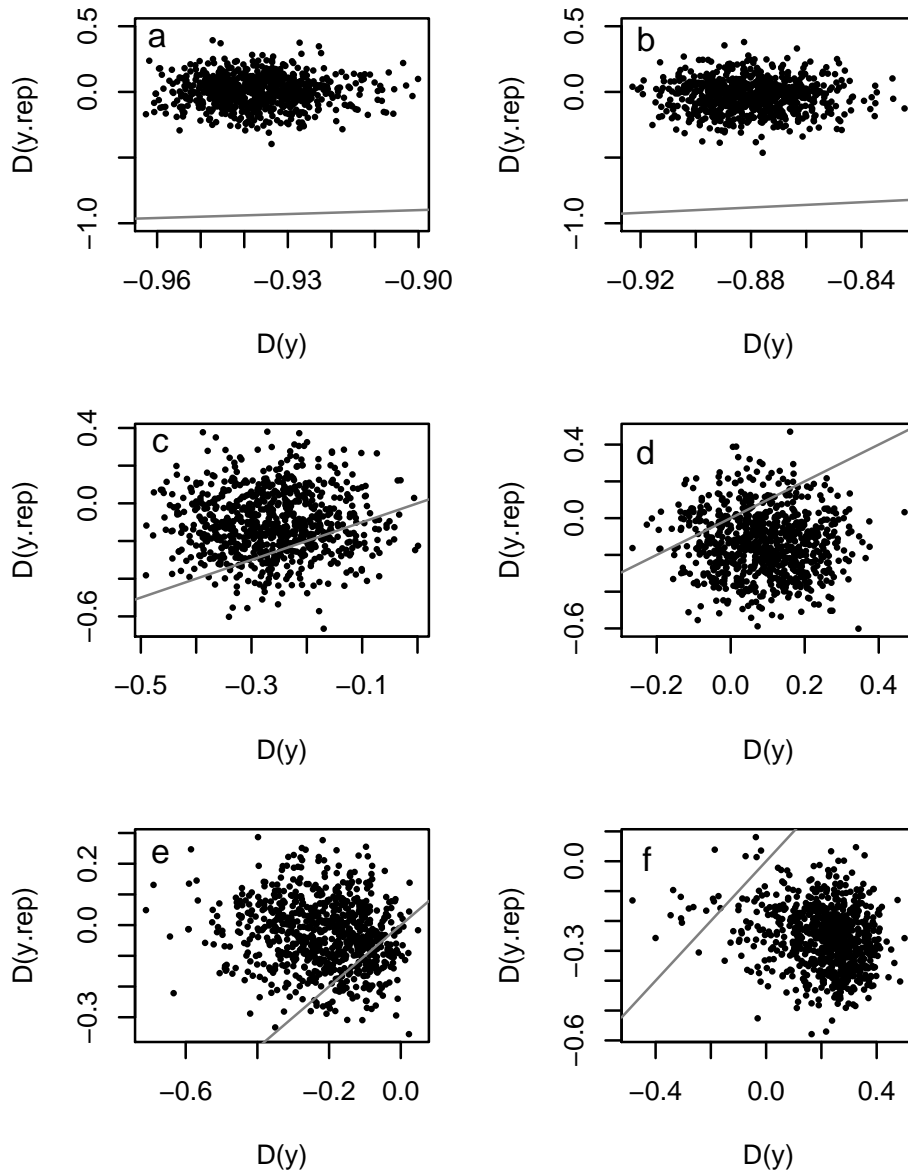 a
D(y.rep)
−1.0 0.0 0.5
−0.96 −0.93 −0.90
D(y)
b
D(y.rep)
−1.0 0.0 0.5
−0.92 −0.88 −0.84
D(y)
c
D(y.rep)
−0.6 0.0 0.4
−0.5 −0.3 −0.1
D(y)
d
D(y.rep)
−0.6 0.0 0.4
−0.2 0.0 0.2 0.4
D(y)
e
D(y.rep)
−0.3 0.0 0.2
−0.6 −0.2 0.0
D(y)
f
D(y.rep)
−0.6 −0.3 0.0
−0.4 0.0 0.4
D(y)